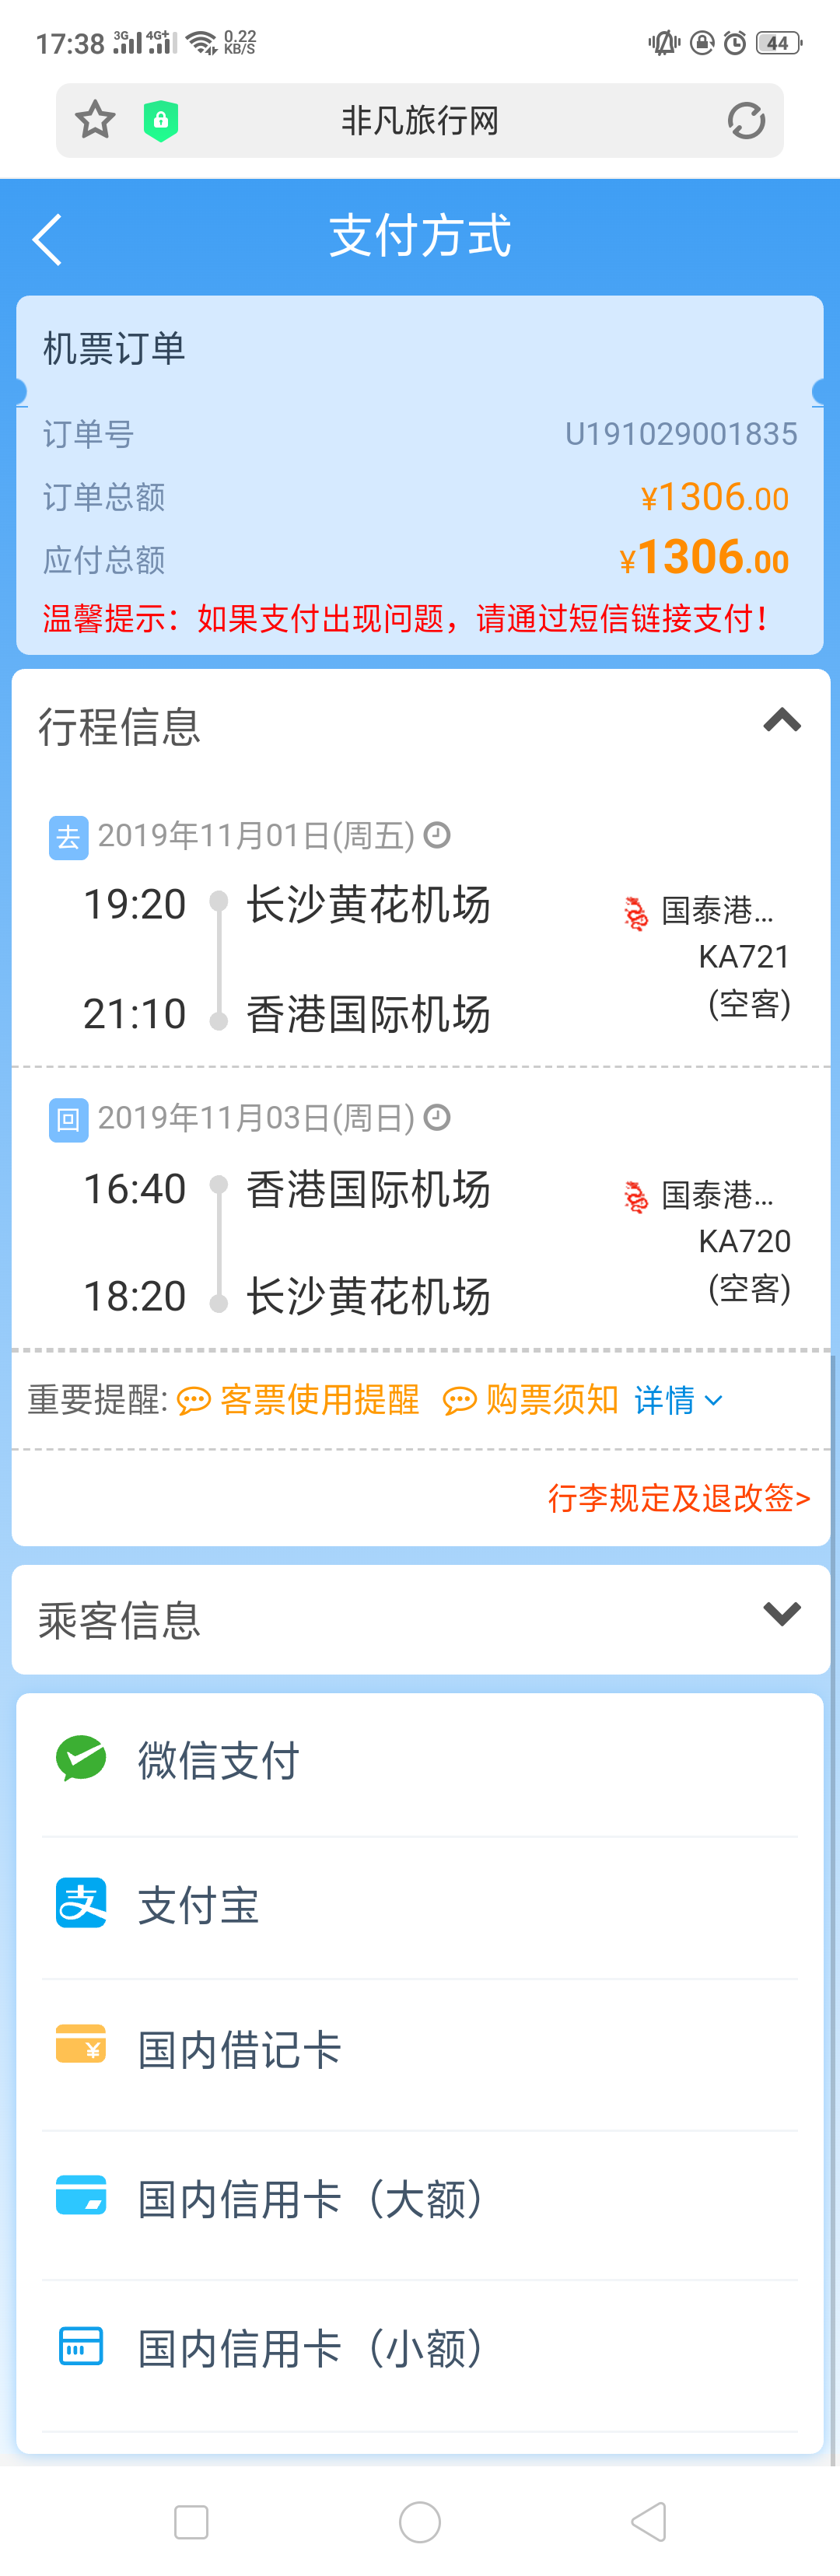 17:38 3G 4G+ 0.22 KB/S 44
非凡旅行网
支付方式
机票订单
订单号 U191029001835
订单总额 ¥1306.00
应付总额 ¥1306.00
温馨提示：如果支付出现问题，请通过短信链接支付！
行程信息
去 2019年11月01日(周五)
19:20 长沙黄花机场 国泰港...
KA721
21:10 香港国际机场 (空客)
回 2019年11月03日(周日)
16:40 香港国际机场 国泰港...
KA720
18:20 长沙黄花机场 (空客)
重要提醒: 客票使用提醒 购票须知 详情
行李规定及退改签>
乘客信息
微信支付
支 支付宝
¥ 国内借记卡
国内信用卡（大额）
国内信用卡（小额）